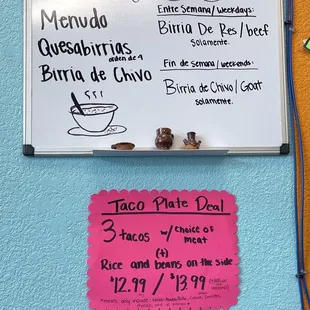 Menudo
Quesabirrias
orden de 4
Birria de Chivo
Entre Semana / Weekdays:
Birria De Res / beef
Solamente.
Fin de Semana / weekends:
Birria de Chivo / Goat
Solamente.
Taco Plate Deal
3 tacos w/ choice of
meat
(+)
Rice and beans on the side
$12.99 / $13.99